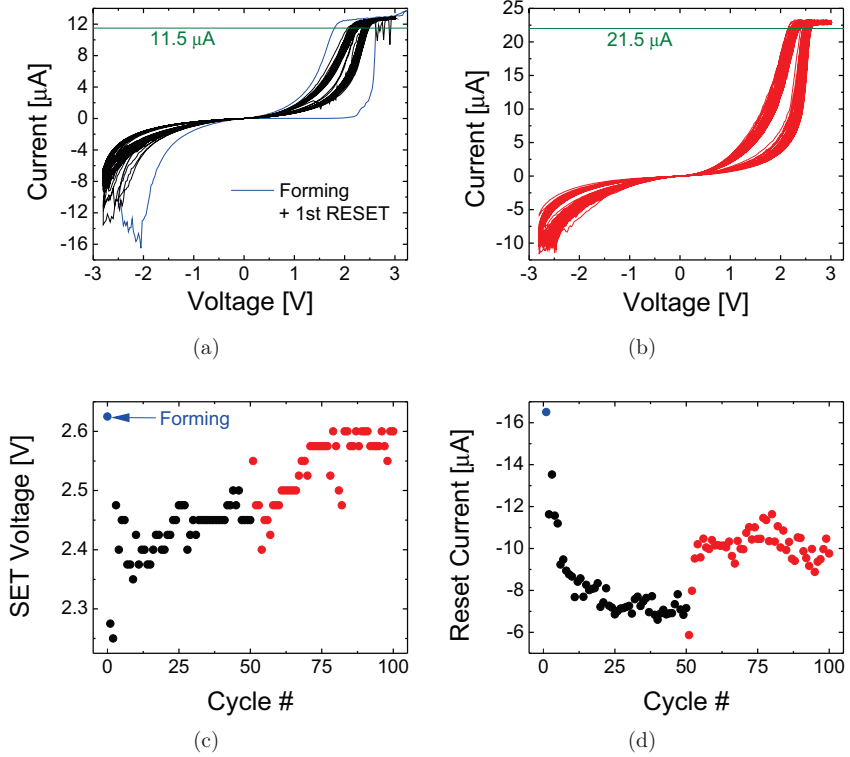 12
8
4
0
-4
-8
-12
-16
Current [μA]
11.5 μA
Forming
+ 1st RESET
-3 -2 -1 0 1 2 3
Voltage [V]
(a)
25
20
15
10
5
0
-5
-10
Current [μA]
21.5 μA
-3 -2 -1 0 1 2 3
Voltage [V]
(b)
2.6
2.5
2.4
2.3
SET Voltage [V]
Forming
0 25 50 75 100
Cycle #
(c)
-16
-14
-12
-10
-8
-6
Reset Current [μA]
0 25 50 75 100
Cycle #
(d)